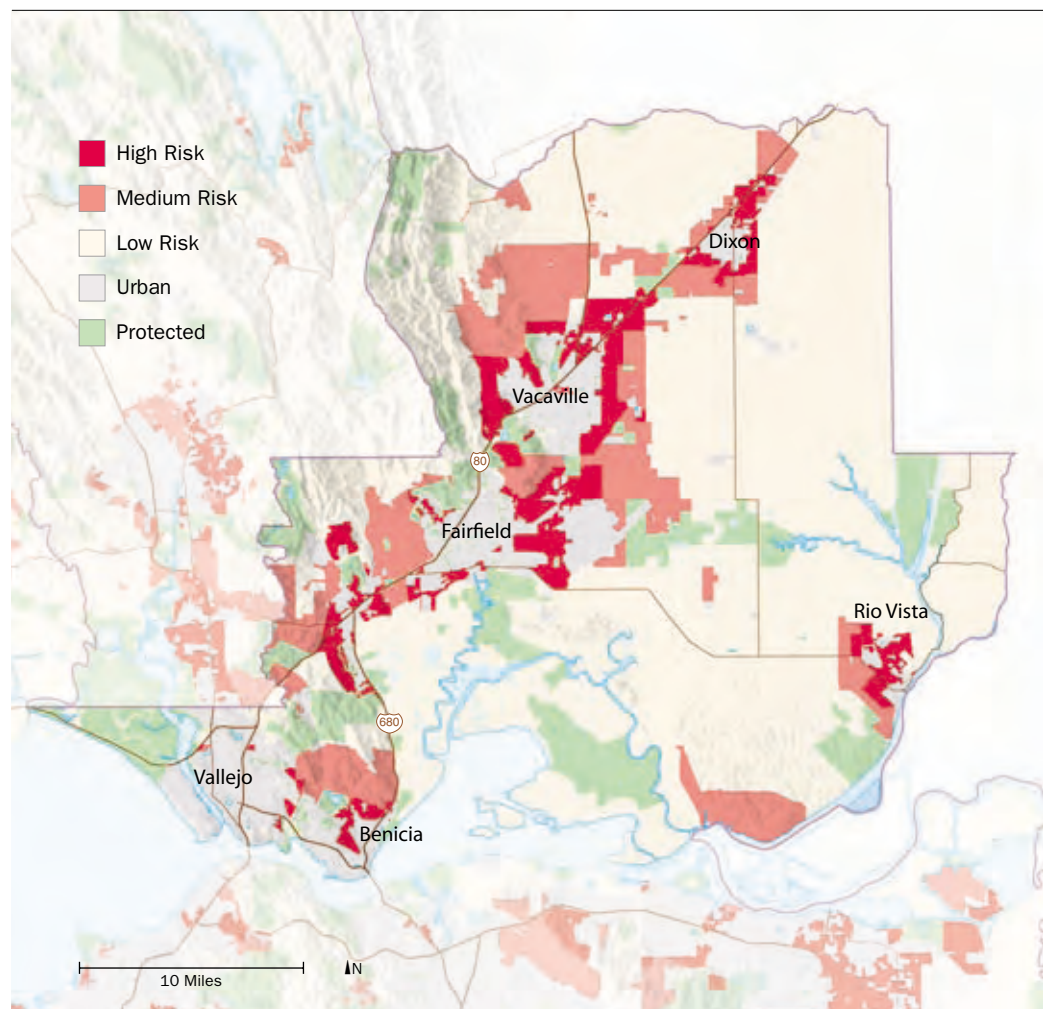 High Risk
Medium Risk
Low Risk
Urban
Protected
Dixon
Vacaville
80
Fairfield
Rio Vista
680
Vallejo
Benicia
10 Miles
N